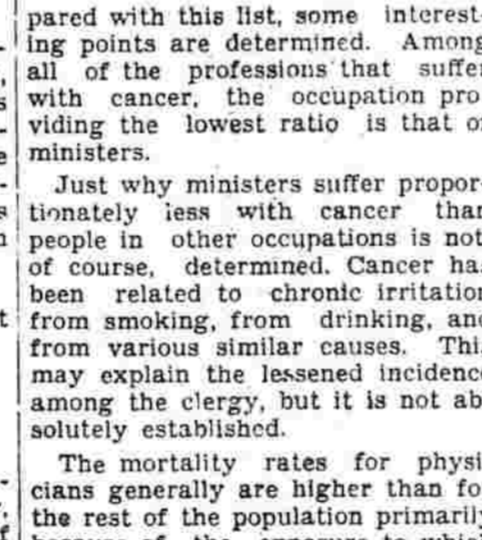 pared with this list, some interest-
ing points are determined. Among
all of the professions that suffer
with cancer, the occupation pro
viding the lowest ratio is that of
ministers.
Just why ministers suffer propor-
tionately less with cancer than
people in other occupations is not
of course, determined. Cancer has
been related to chronic irritation
from smoking, from drinking, and
from various similar causes. This
may explain the lessened incidence
among the clergy, but it is not ab
solutely established.
The mortality rates for physi
cians generally are higher than fo
the rest of the population primarily